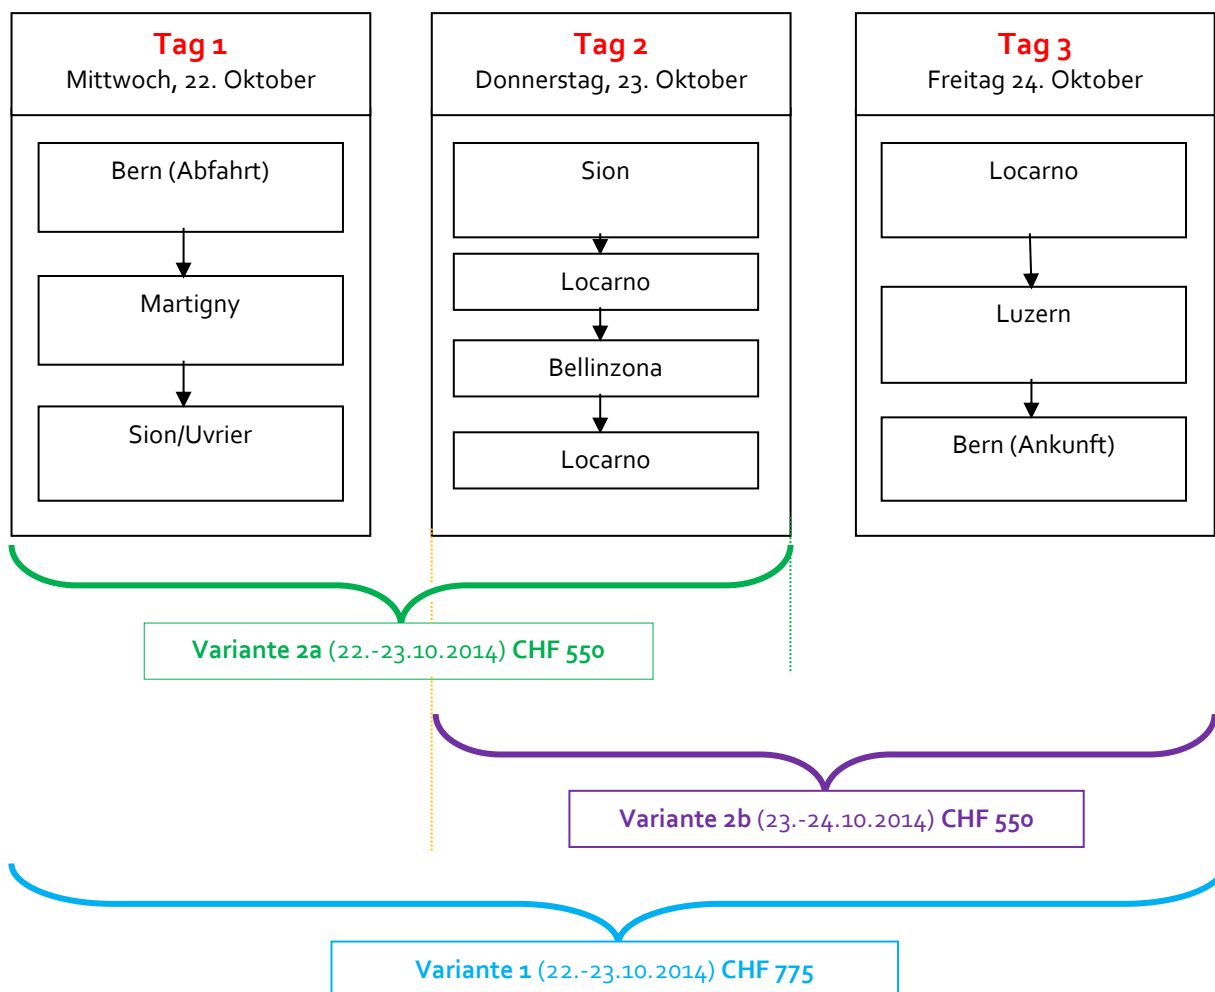 Tag 1
Mittwoch, 22. Oktober
Bern (Abfahrt)
Martigny
Sion/Uvrier
Tag 2
Donnerstag, 23. Oktober
Sion
Locarno
Bellinzona
Locarno
Tag 3
Freitag 24. Oktober
Locarno
Luzern
Bern (Ankunft)
Variante 2a (22.-23.10.2014) CHF 550
Variante 2b (23.-24.10.2014) CHF 550
Variante 1 (22.-23.10.2014) CHF 775